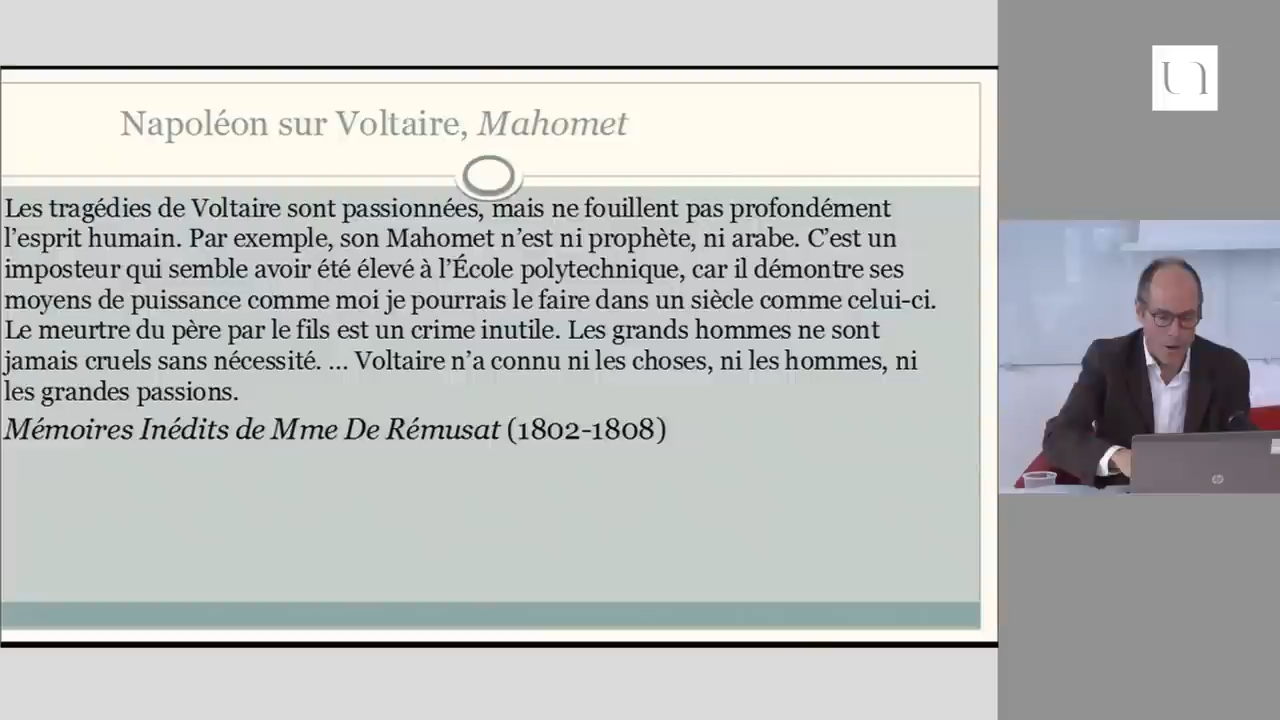 Napoléon sur Voltaire, Mahomet
Les tragédies de Voltaire sont passionnées, mais ne fouillent pas profondément
l’esprit humain. Par exemple, son Mahomet n’est ni prophète, ni arabe. C’est un
imposteur qui semble avoir été élevé à l’École polytechnique, car il démontre ses
moyens de puissance comme moi je pourrais le faire dans un siècle comme celui-ci.
Le meurtre du père par le fils est un crime inutile. Les grands hommes ne sont
jamais cruels sans nécessité. ... Voltaire n’a connu ni les choses, ni les hommes, ni
les grandes passions.
Mémoires Inédits de Mme De Rémusat (1802-1808)
un
hp